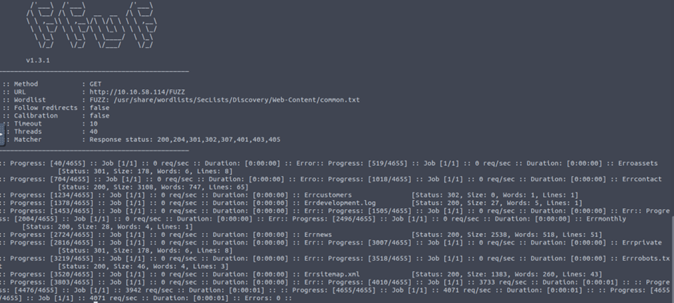 v1.3.1
:: Method : GET
:: URL : http://10.10.58.114/FUZZ
:: Wordlist : FUZZ: /usr/share/wordlists/SecLists/Discovery/Web-Content/common.txt
:: Follow redirects : false
:: Calibration : false
: Timeout : 10
: Threads : 40
:: Matcher : Response status: 200,204,301,302,307,401,403,405
:: Progress: [40/4655] :: Job [1/1] :: 0 req/sec :: Duration: [0:00:00] :: Error:: Progress: [519/4655] :: Job [1/1] :: 0 req/sec :: Duration: [0:00:00] :: Erroassets
[Status: 301, Size: 178, Words: 6, Lines: 8]
:: Progress: [704/4655] :: Job [1/1] :: 0 req/sec :: Duration: [0:00:00] :: Err:: Progress: [1018/4655] :: Job [1/1] :: 0 req/sec :: Duration: [0:00:00] :: Errcontact
[Status: 200, Size: 3108, Words: 747, Lines: 65]
:: Progress: [1234/4655] :: Job [1/1] :: 0 req/sec :: Duration: [0:00:00] :: Errcustomers [Status: 302, Size: 0, Words: 1, Lines: 1]
:: Progress: [1378/4655] :: Job [1/1] :: 0 req/sec :: Duration: [0:00:00] :: Errdevelopment.log [Status: 200, Size: 27, Words: 5, Lines: 1]
:: Progress: [1453/4655] :: Job [1/1] :: 0 req/sec :: Duration: [0:00:00] :: Err:: Progress: [1505/4655] :: Job [1/1] :: 0 req/sec :: Duration: [0:00:00] :: Err:: Progre
ss: [2004/4655] :: Job [1/1] :: 0 req/sec :: Duration: [0:00:00] :: Err:: Progress: [2496/4655] :: Job [1/1] :: 0 req/sec :: Duration: [0:00:00] :: Errmonthly
[Status: 200, Size: 28, Words: 4, Lines: 1]
:: Progress: [2724/4655] :: Job [1/1] :: 0 req/sec :: Duration: [0:00:00] :: Errnews [Status: 200, Size: 2538, Words: 518, Lines: 51]
:: Progress: [2816/4655] :: Job [1/1] :: 0 req/sec :: Duration: [0:00:00] :: Err:: Progress: [3007/4655] :: Job [1/1] :: 0 req/sec :: Duration: [0:00:00] :: Errprivate
[Status: 301, Size: 178, Words: 6, Lines: 8]
:: Progress: [3219/4655] :: Job [1/1] :: 0 req/sec :: Duration: [0:00:00] :: Err:: Progress: [3518/4655] :: Job [1/1] :: 0 req/sec :: Duration: [0:00:00] :: Errrobots.tx
[Status: 200, Size: 46, Words: 4, Lines: 3]
:: Progress: [3520/4655] :: Job [1/1] :: 0 req/sec :: Duration: [0:00:00] :: Errsitemap.xml [Status: 200, Size: 1383, Words: 260, Lines: 43]
:: Progress: [3803/4655] :: Job [1/1] :: 0 req/sec :: Duration: [0:00:00] :: Err:: Progress: [4010/4655] :: Job [1/1] :: 3733 req/sec :: Duration: [0:00:01] :: :: Progre
ss: [4476/4655] :: Job [1/1] :: 3942 req/sec :: Duration: [0:00:01] :: :: Progress: [4655/4655] :: Job [1/1] :: 4071 req/sec :: Duration: [0:00:01] :: :: Progress: [4655
/4655] :: Job [1/1] :: 4071 req/sec :: Duration: [0:00:01] :: Errors: 0 ::